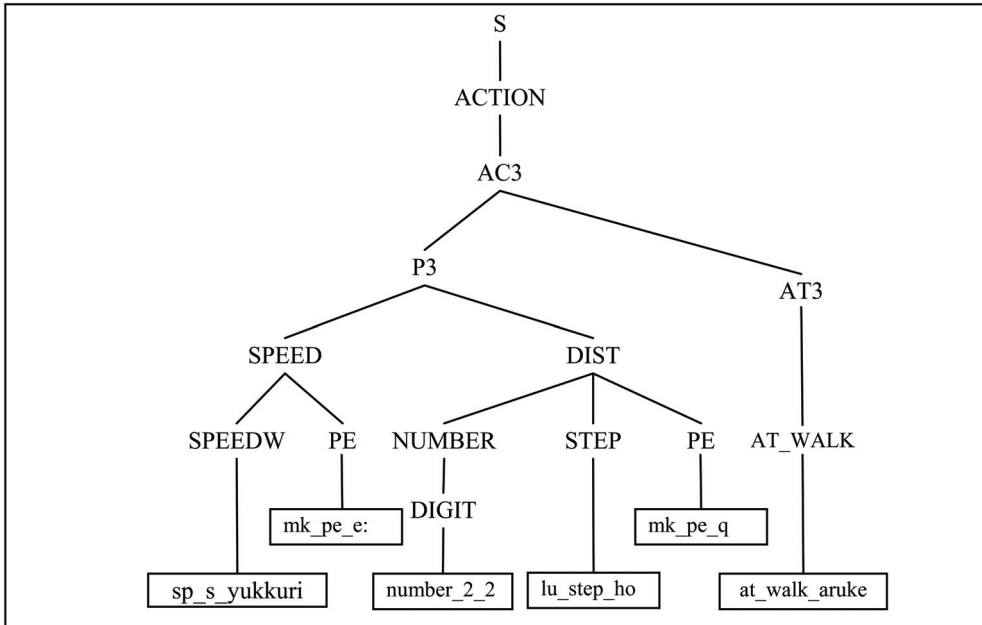 S
ACTION
AC3
P3
AT3
SPEED DIST
SPEEDW PE NUMBER STEP PE AT_WALK
DIGIT
mk_pe_e: mk_pe_q
sp_s_yukkuri number_2_2 lu_step_ho at_walk_aruke